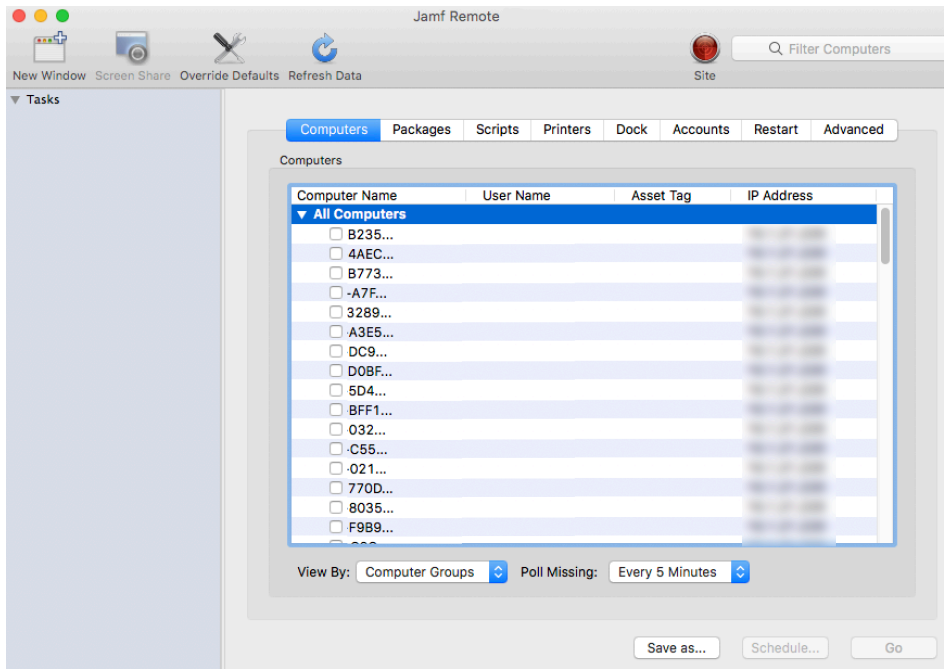 Jamf Remote
New Window Screen Share Override Defaults Refresh Data Site Filter Computers
Tasks
Computers Packages Scripts Printers Dock Accounts Restart Advanced
Computers
Computer Name User Name Asset Tag IP Address
All Computers
B235...
4AEC...
B773...
-A7F...
3289...
A3E5...
DC9...
D0BF...
5D4...
BFF1...
032...
C55...
021...
770D...
8035...
F9B9...
View By: Computer Groups Poll Missing: Every 5 Minutes
Save as... Schedule... Go